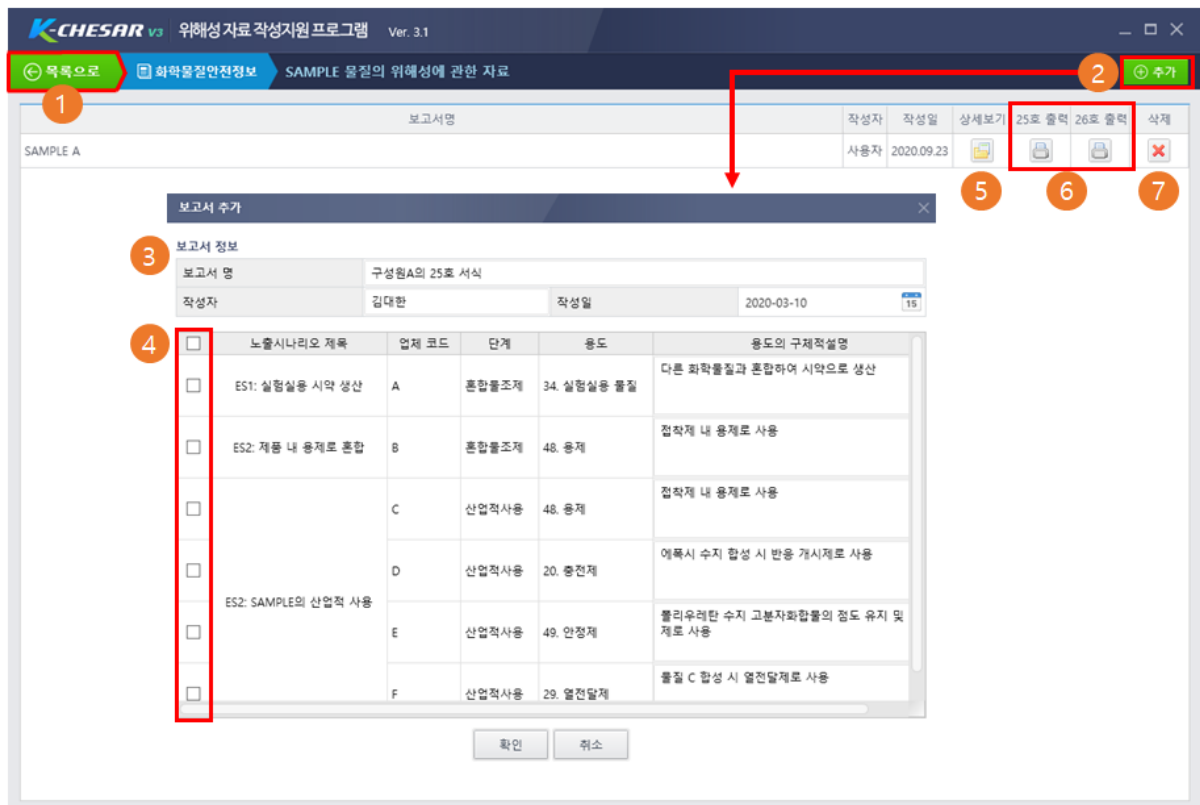 K-CHESAR V3 위해성 자료 작성지원 프로그램 Ver. 3.1
목록으로 화학물질안전정보 SAMPLE 물질의 위해성에 관한 자료 2 추가
1
보고서명 작성자 작성일 상세보기 25호 출력 26호 출력 삭제
SAMPLE A 사용자 2020.09.23
5 6 7
보고서 추가
3 보고서 정보
보고서 명 구성원A의 25호 서식
작성자 김대한 작성일 2020-03-10 15
4 노출시나리오 제목 업체 코드 단계 용도 용도의 구체적설명
ES1: 실험실용 시약 생산 A 혼합물조제 34. 실험실용 물질 다른 화학물질과 혼합하여 시약으로 생산
ES2: 제품 내 용제로 혼합 B 혼합물조제 48. 용제 접착제 내 용제로 사용
C 산업적사용 48. 용제 접착제 내 용제로 사용
D 산업적사용 20. 충전제 에폭시 수지 합성 시 반응 개시제로 사용
ES2: SAMPLE의 산업적 사용
E 산업적사용 49. 안정제 폴리우레탄 수지 고분자화합물의 점도 유지 및
제로 사용
F 산업적사용 29. 열전달제 물질 C 합성 시 열전달제로 사용
확인 취소